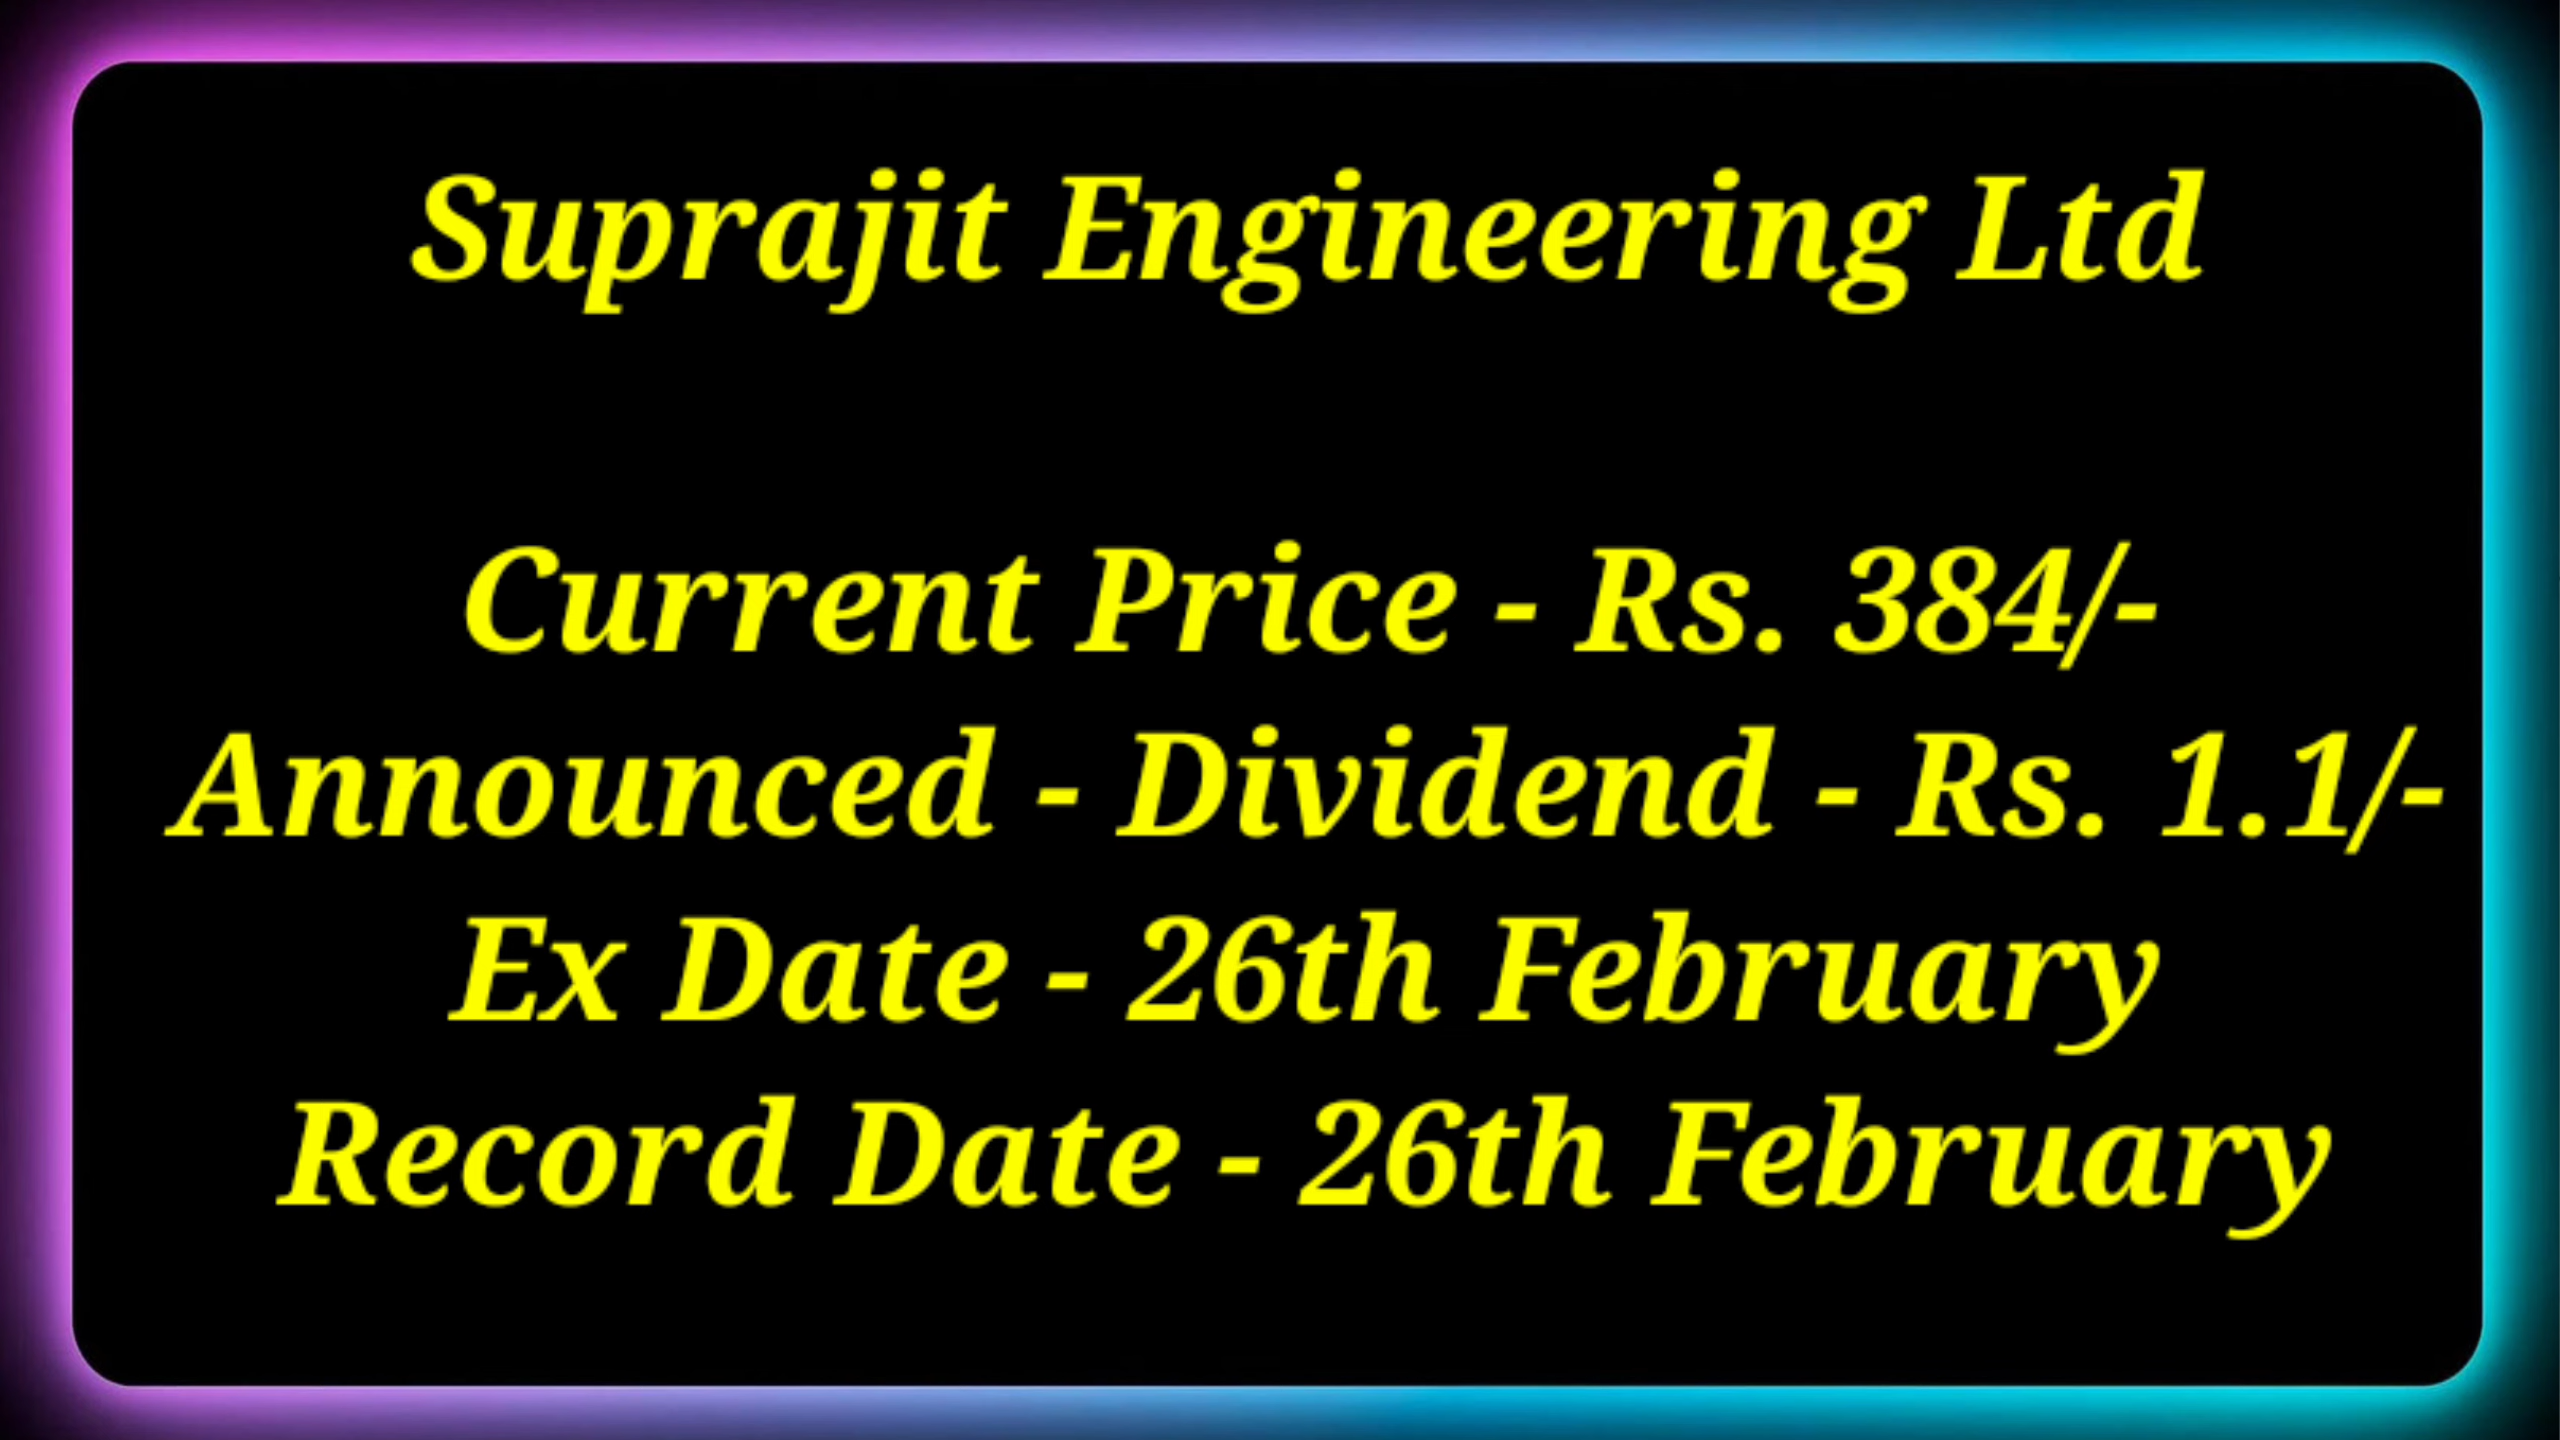 Suprajit Engineering Ltd
Current Price - Rs. 384/-
Announced - Dividend - Rs. 1.1/-
Ex Date - 26th February
Record Date - 26th February